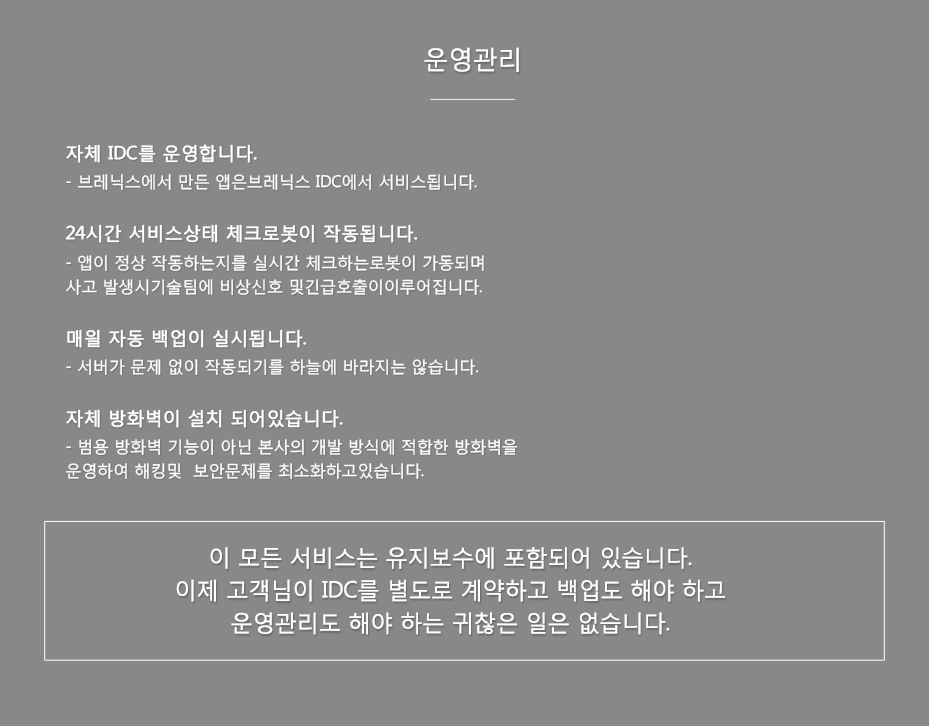 운영관리
자체 IDC를 운영합니다.
- 브레닉스에서 만든 앱은브레닉스 IDC에서 서비스됩니다.
24시간 서비스상태 체크로봇이 작동됩니다.
- 앱이 정상 작동하는지를 실시간 체크하는로봇이 가동되며
사고 발생시기술팀에 비상신호 및긴급호출이이루어집니다.
매월 자동 백업이 실시됩니다.
- 서버가 문제 없이 작동되기를 하늘에 바라지는 않습니다.
자체 방화벽이 설치 되어있습니다.
- 범용 방화벽 기능이 아닌 본사의 개발 방식에 적합한 방화벽을
운영하여 해킹및  보안문제를 최소화하고있습니다.
이 모든 서비스는 유지보수에 포함되어 있습니다.
이제 고객님이 IDC를 별도로 계약하고 백업도 해야 하고
운영관리도 해야 하는 귀찮은 일은 없습니다.